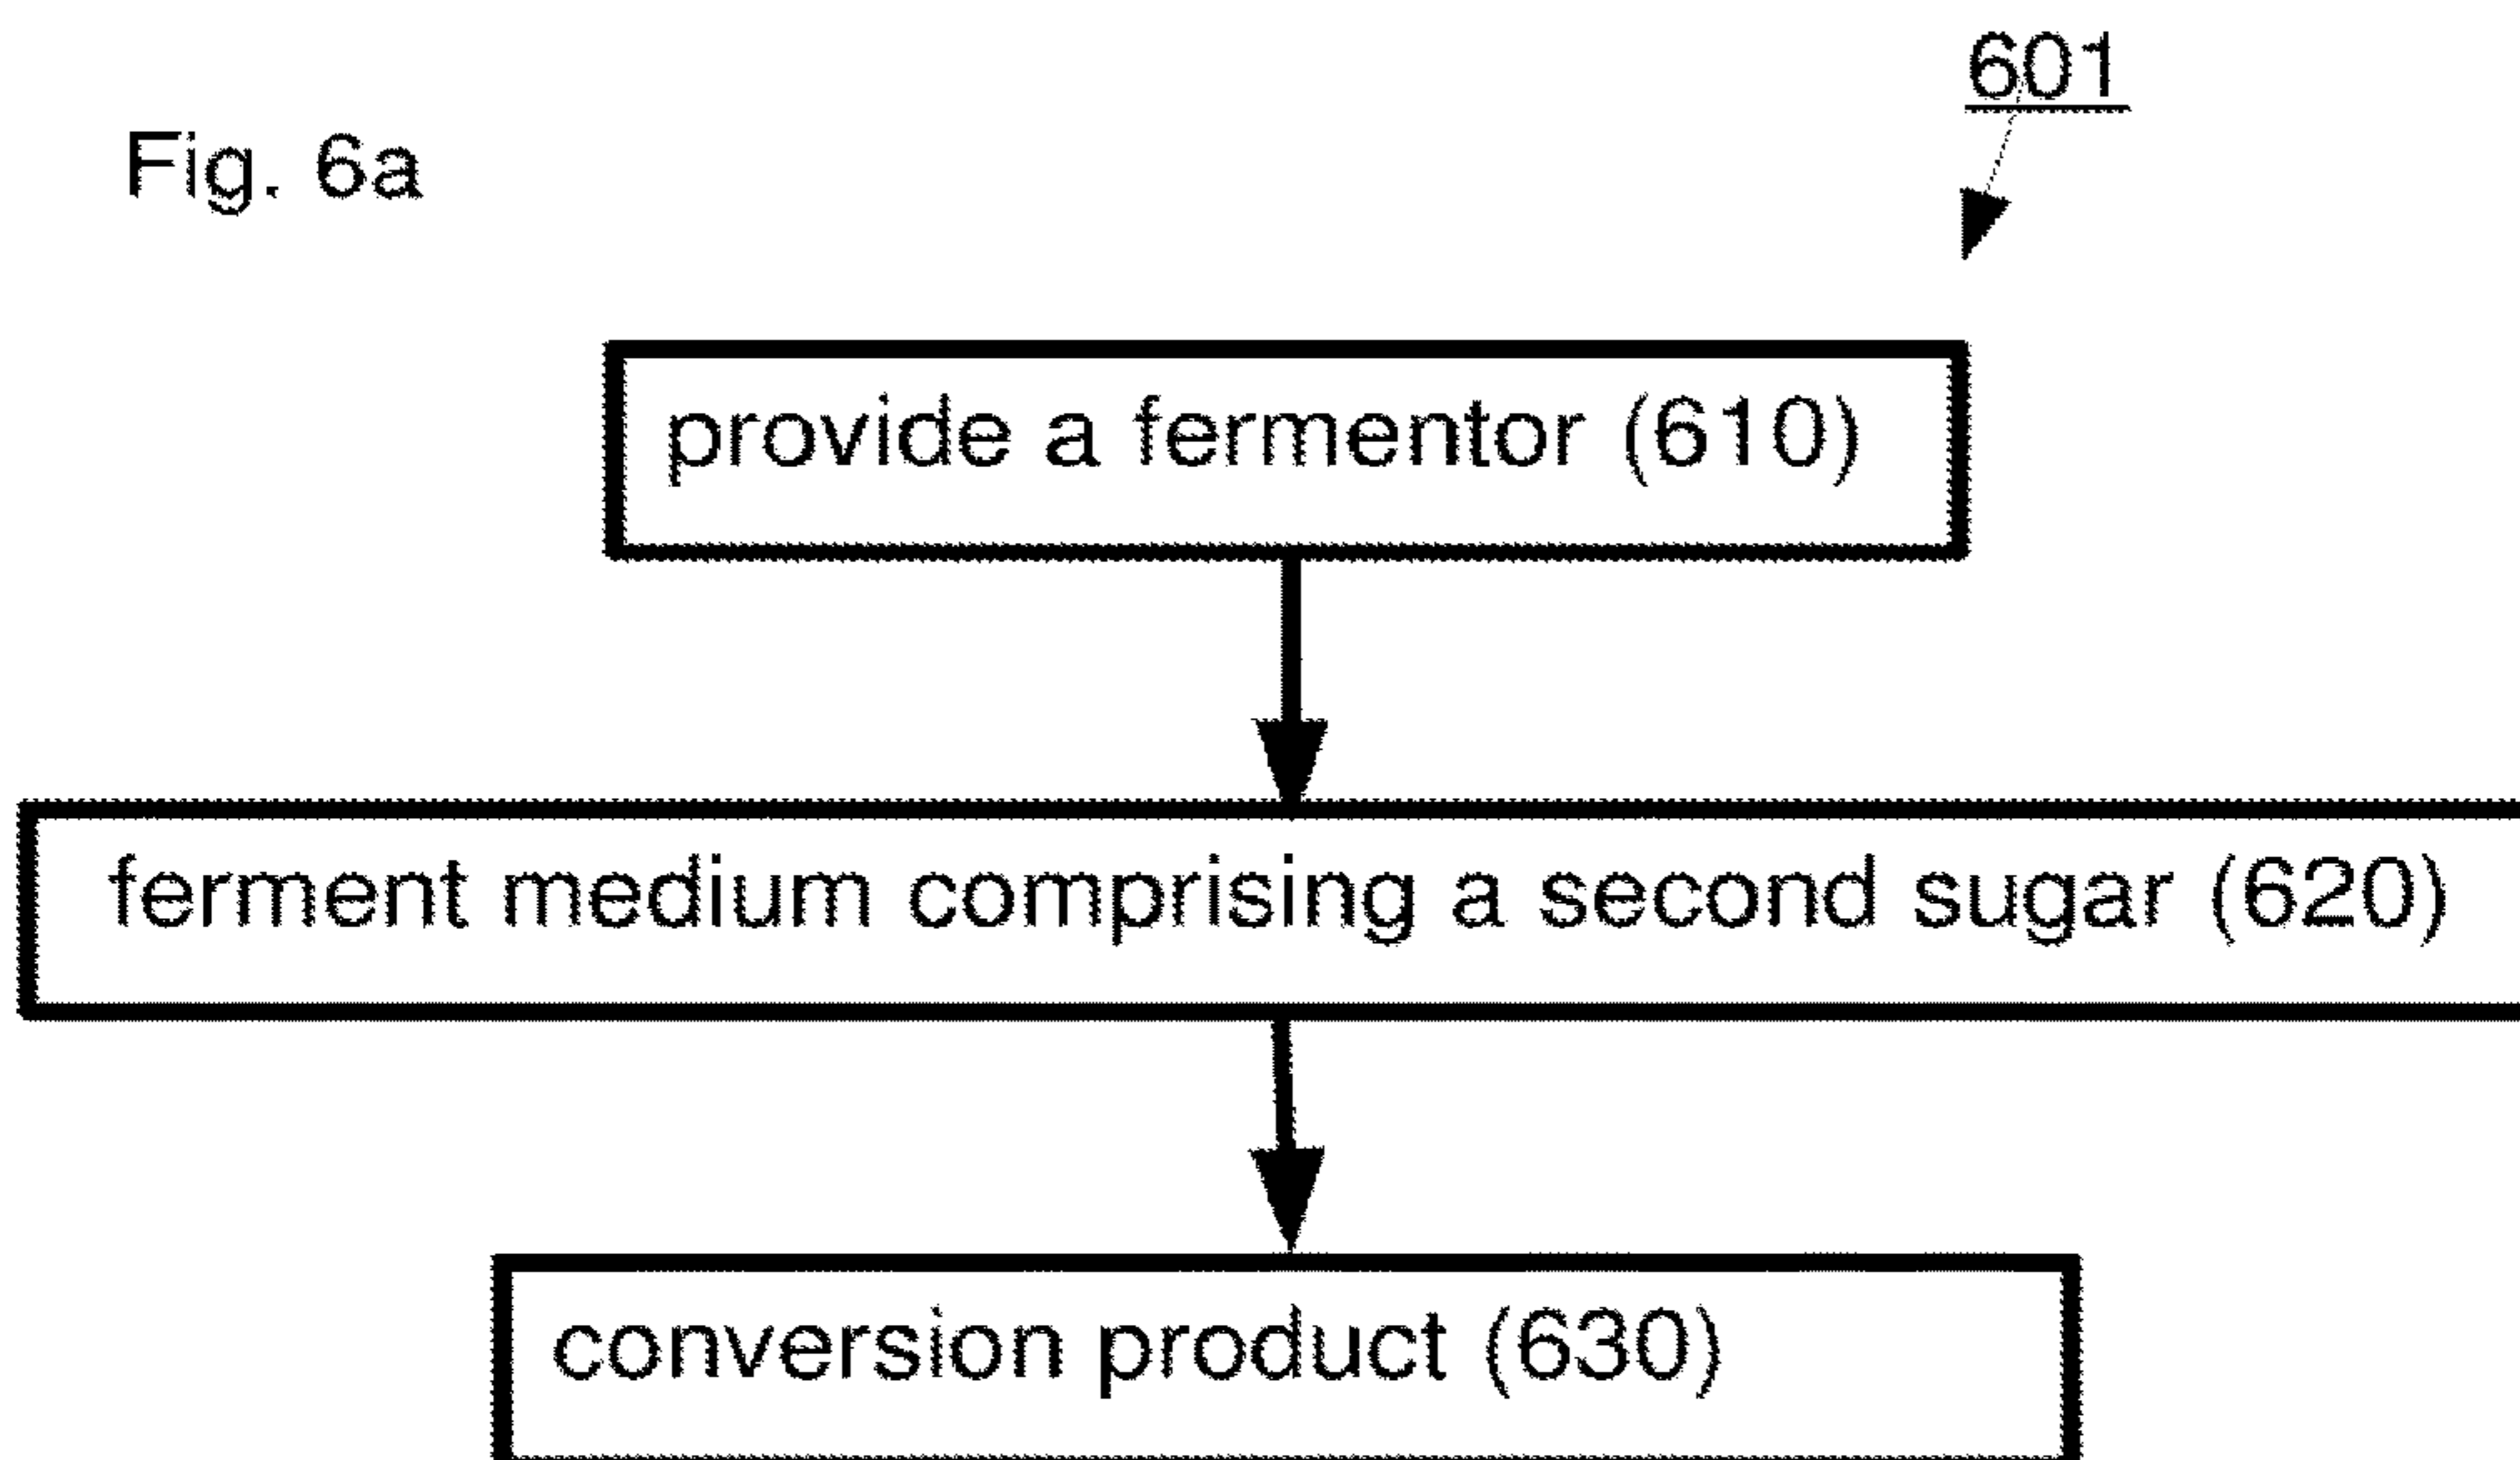 601
Fig. 6a
provide a fermentor (610)
ferment medium comprising a second sugar (620)
conversion product (630)